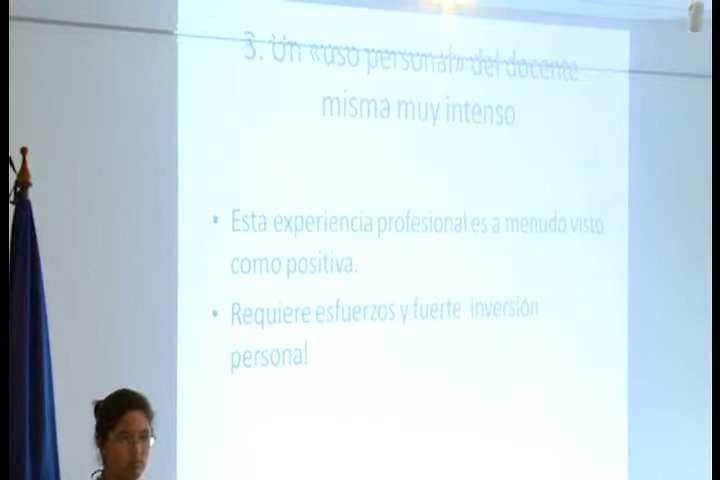 3. Un «uso personal» del docente
misma muy intenso
• Esta experiencia profesional es a menudo visto
como positiva.
• Requiere esfuerzos y fuerte inversión
personal